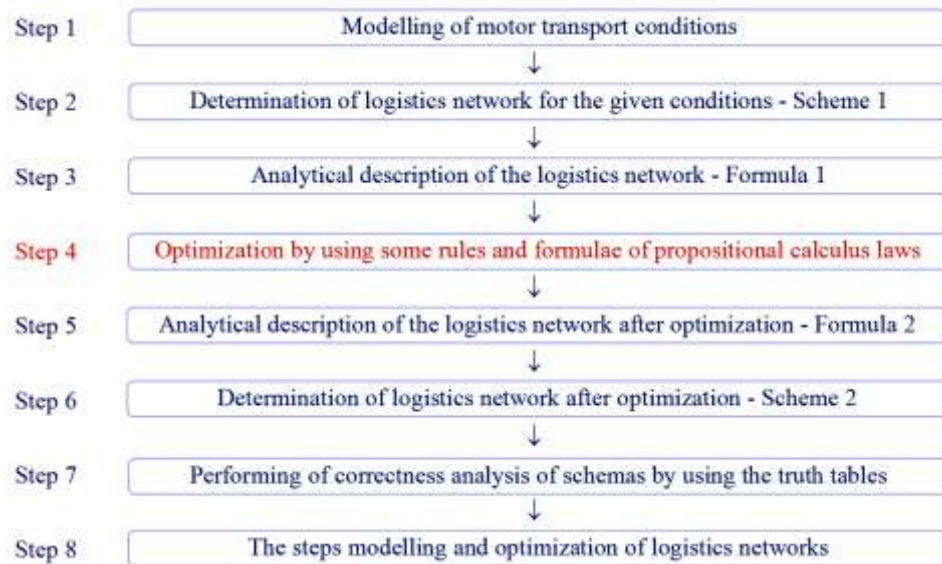 Step 1 Modelling of motor transport conditions
Step 2 Determination of logistics network for the given conditions - Scheme 1
Step 3 Analytical description of the logistics network - Formula 1
Step 4 Optimization by using some rules and formulae of propositional calculus laws
Step 5 Analytical description of the logistics network after optimization - Formula 2
Step 6 Determination of logistics network after optimization - Scheme 2
Step 7 Performing of correctness analysis of schemas by using the truth tables
Step 8 The steps modelling and optimization of logistics networks